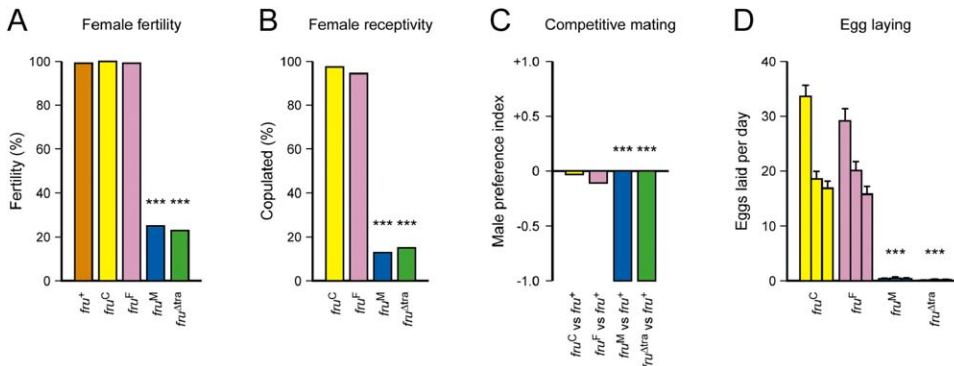 A Female fertility
Fertility (%)
100
80
60
40
20
0
*** ***
fru+
fruC
fruF
fruM
fruΔtra
B Female receptivity
Copulated (%)
100
80
60
40
20
0
*** ***
fruC
fruF
fruM
fruΔtra
C Competitive mating
Male preference index
+1.0
+0.5
0
-0.5
-1.0
*** ***
fruC vs fru+
fruF vs fru+
fruM vs fru+
fruΔtra vs fru+
D Egg laying
Eggs laid per day
40
30
20
10
0
*** ***
fruC
fruF
fruM
fruΔtra